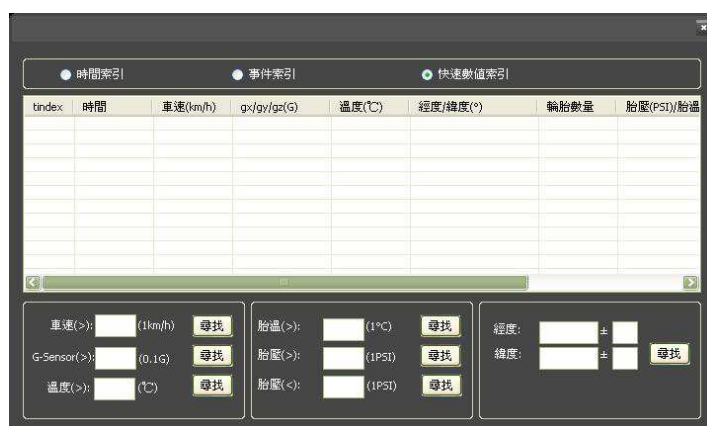 時間索引 事件索引 快速數值索引
tindex 時間 車速(km/h) gx/gy/gz(G) 溫度(℃) 經度/緯度(°) 輪胎數量 胎壓(PSI)/胎溫
車速(>): (1km/h) 尋找 胎溫(>): (1°C) 尋找 經度: ±
G-Sensor(>): (0.1G) 尋找 胎壓(>): (1PSI) 尋找 緯度: ± 尋找
溫度(>): (℃) 尋找 胎壓(<): (1PSI) 尋找